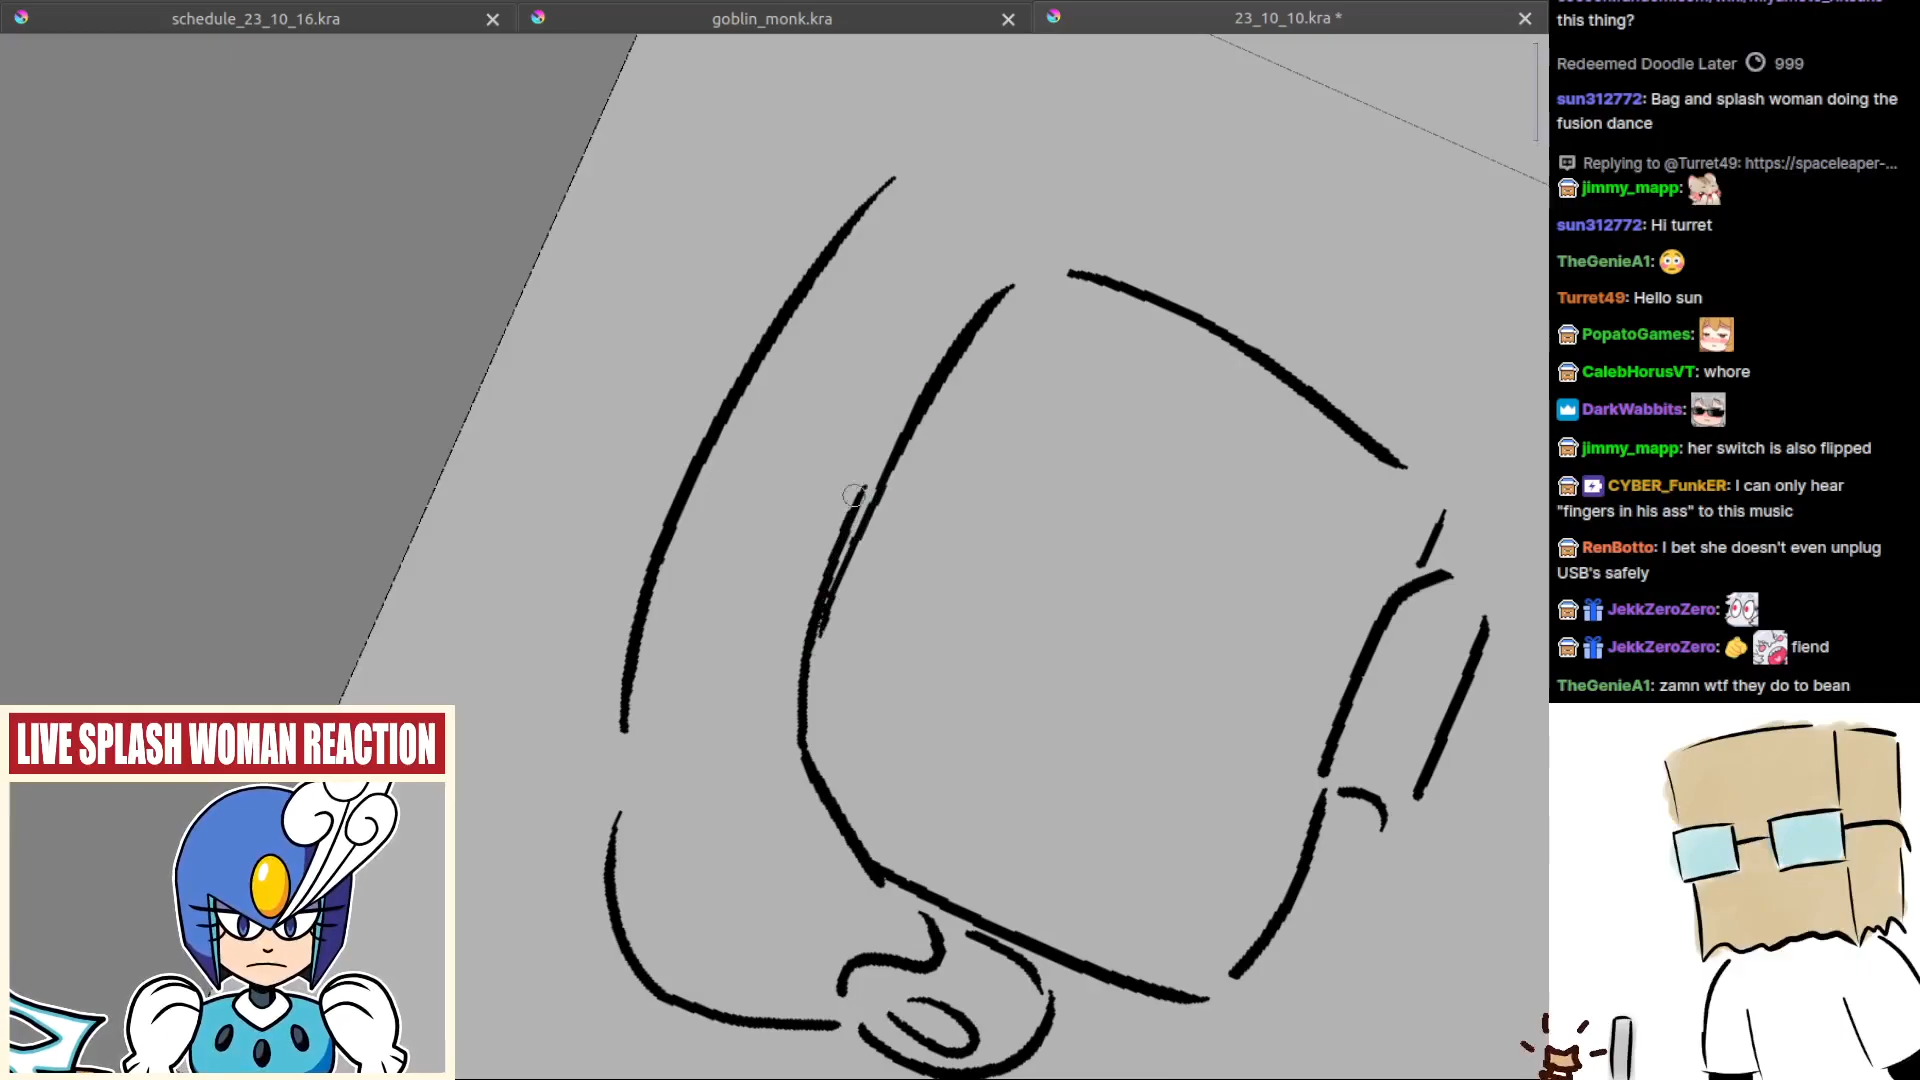 schedule_23_10_16.kra
goblin_monk.kra
23_10_10.kra *
this thing?
Redeemed Doodle Later 999
sun312772: Bag and splash woman doing the
fusion dance
Replying to @Turret49: https://spaceleaper-...
jimmy_mapp:
sun312772: Hi turret
TheGenieA1:
Turret49: Hello sun
PopatoGames:
CalebHorusVT: whore
DarkWabbits:
jimmy_mapp: her switch is also flipped
CYBER_FunkER: I can only hear
"fingers in his ass" to this music
RenBotto: I bet she doesn't even unplug
USB's safely
JekkZeroZero:
JekkZeroZero: fiend
TheGenieA1: zamn wtf they do to bean
LIVE SPLASH WOMAN REACTION